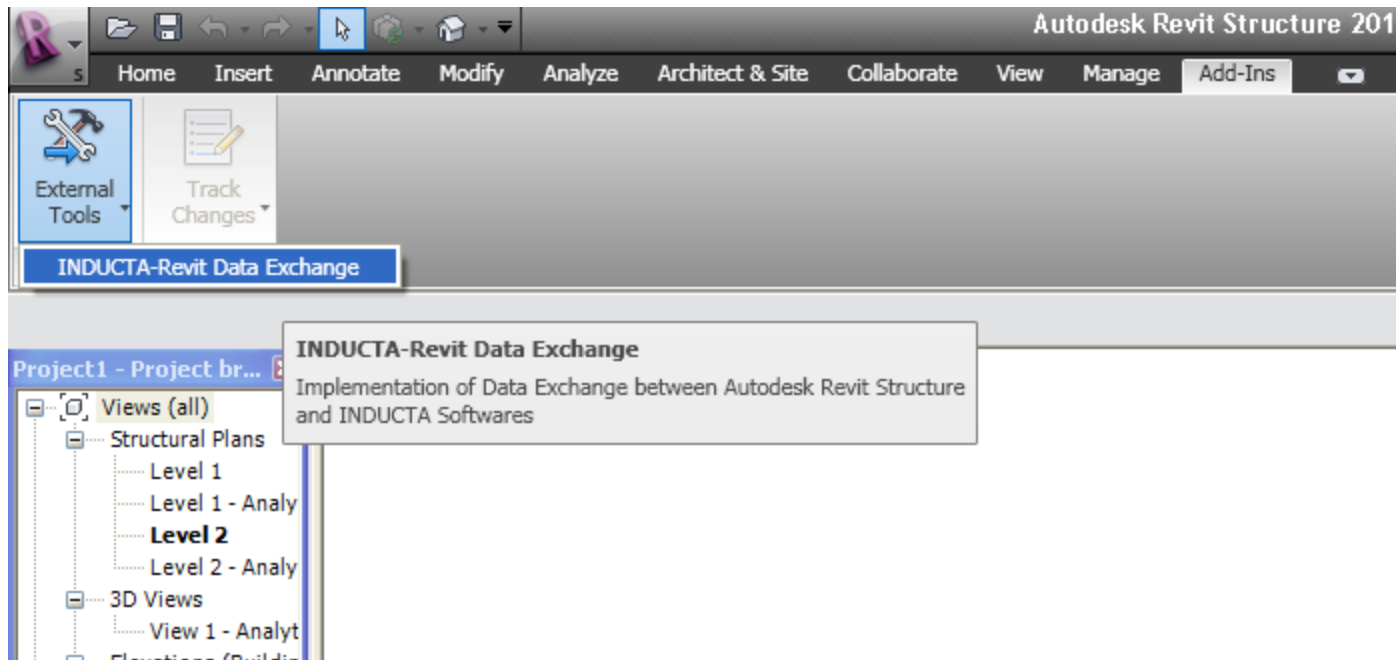 Autodesk Revit Structure 201
S
Home Insert Annotate Modify Analyze Architect & Site Collaborate View Manage Add-Ins
External Tools
Track Changes
INDUCTA-Revit Data Exchange
INDUCTA-Revit Data Exchange
Implementation of Data Exchange between Autodesk Revit Structure
and INDUCTA Softwares
Project1 - Project br...
Views (all)
Structural Plans
Level 1
Level 1 - Analy
Level 2
Level 2 - Analy
3D Views
View 1 - Analyt
Elevations (Buildin